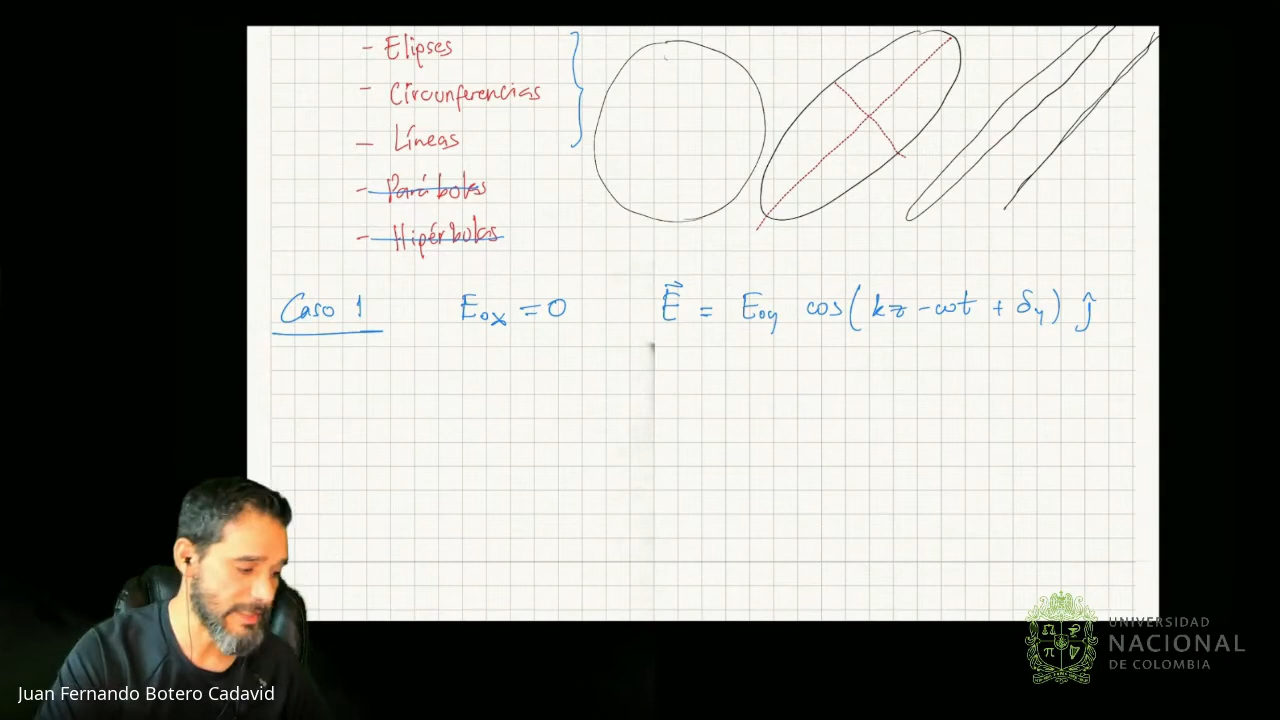 - Elipses
- Circunferencias
- Líneas
- Parábolas
- Hipérbolas
Caso 1 E₀ₓ = 0 E⃗ = E₀y cos(kz - ωt + δy) ĵ
UNIVERSIDAD
NACIONAL
DE COLOMBIA
Juan Fernando Botero Cadavid